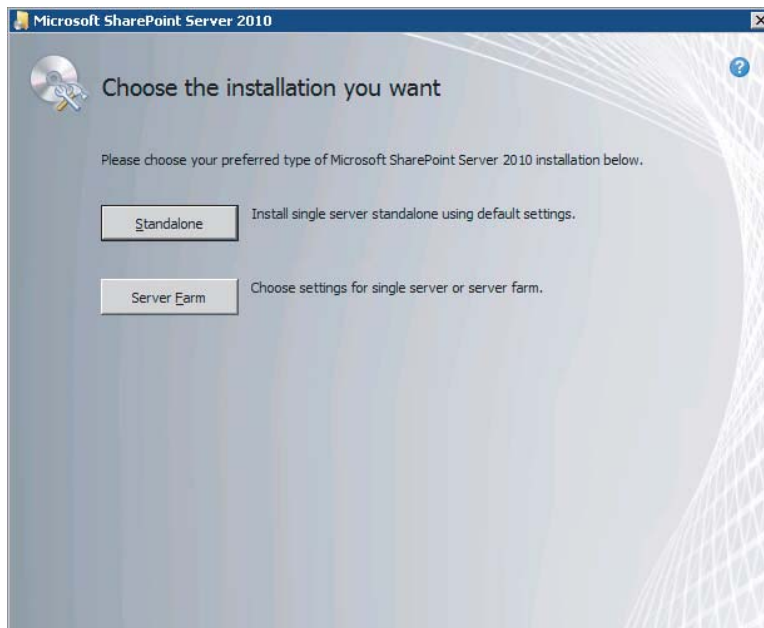 Microsoft SharePoint Server 2010
Choose the installation you want
Please choose your preferred type of Microsoft SharePoint Server 2010 installation below.
Standalone
Install single server standalone using default settings.
Server Farm
Choose settings for single server or server farm.